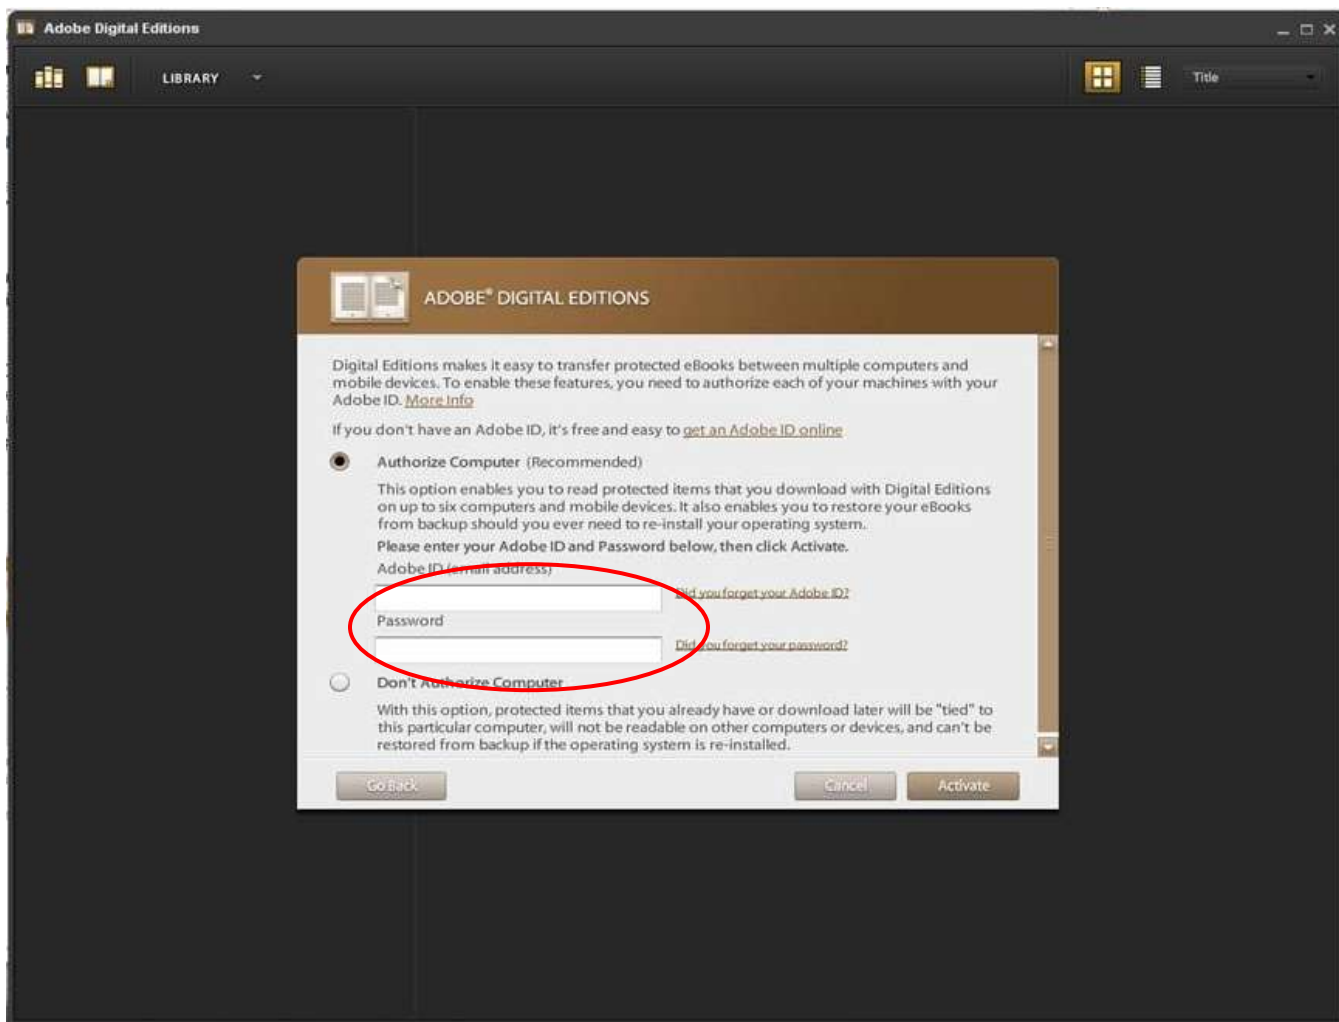 Adobe Digital Editions
LIBRARY
Title
ADOBE® DIGITAL EDITIONS
Digital Editions makes it easy to transfer protected eBooks between multiple computers and
mobile devices. To enable these features, you need to authorize each of your machines with your
Adobe ID. More Info
If you don't have an Adobe ID, it's free and easy to get an Adobe ID online
Authorize Computer (Recommended)
This option enables you to read protected items that you download with Digital Editions
on up to six computers and mobile devices. It also enables you to restore your eBooks
from backup should you ever need to re-install your operating system.
Please enter your Adobe ID and Password below, then click Activate.
Adobe ID (email address)
Did you forget your Adobe ID?
Password
Did you forget your password?
Don't Authorize Computer
With this option, protected items that you already have or download later will be "tied" to
this particular computer, will not be readable on other computers or devices, and can't be
restored from backup if the operating system is re-installed.
Go Back Cancel Activate